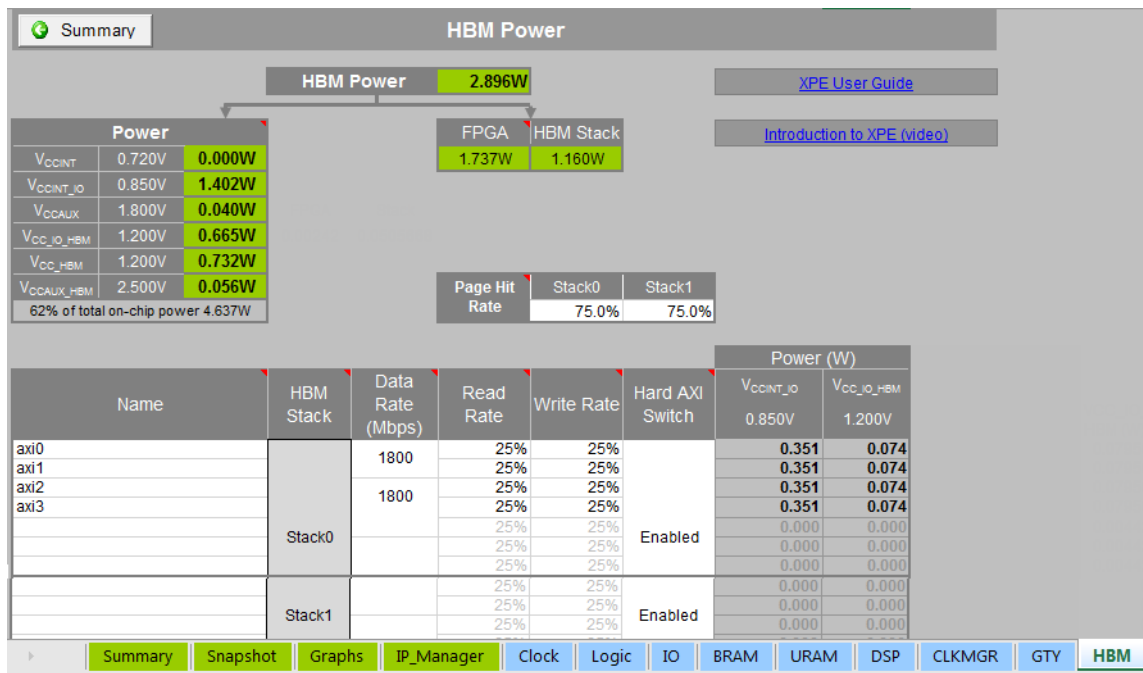 Summary
HBM Power
HBM Power 2.896W
XPE User Guide
Power
FPGA HBM Stack
Introduction to XPE (video)
VCCINT 0.720V 0.000W
1.737W 1.160W
VCCINT_IO 0.850V 1.402W
VCCAUX 1.800V 0.040W
VCC_IO_HBM 1.200V 0.665W
VCC_HBM 1.200V 0.732W
VCCAUX_HBM 2.500V 0.056W
62% of total on-chip power 4.637W
Page Hit Rate Stack0 Stack1
75.0% 75.0%
Power (W)
Name HBM Stack Data Rate (Mbps) Read Rate Write Rate Hard AXI Switch VCCINT_IO VCC_IO_HBM
0.850V 1.200V
axi0 1800 25% 25% 0.351 0.074
axi1 25% 25% 0.351 0.074
axi2 1800 25% 25% 0.351 0.074
axi3 25% 25% 0.351 0.074
25% 25% 0.000 0.000
Stack0 Enabled
25% 25% 0.000 0.000
25% 25% 0.000 0.000
25% 25% 0.000 0.000
25% 25% 0.000 0.000
Stack1 Enabled
25% 25% 0.000 0.000
Summary Snapshot Graphs IP_Manager Clock Logic IO BRAM URAM DSP CLKMGR GTY HBM